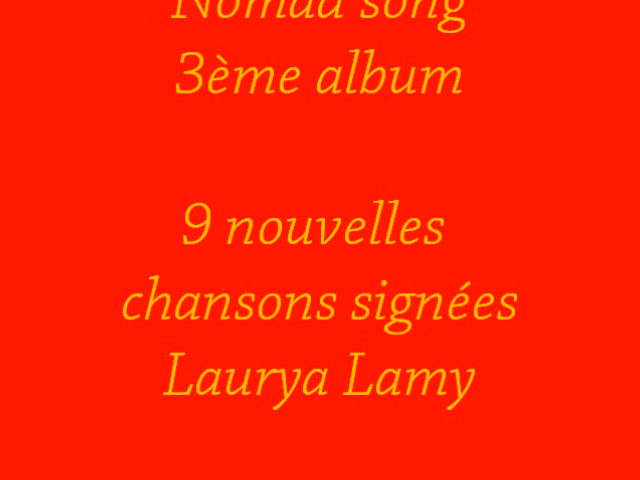 Nomad song
3ème album
9 nouvelles
chansons signées
Laurya Lamy